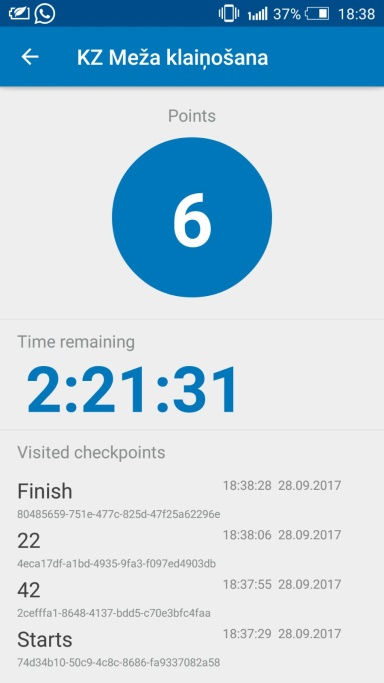 37% 18:38
KZ Meža klaiņošana
Points
6
Time remaining
2:21:31
Visited checkpoints
Finish 18:38:28 28.09.2017
80485659-751e-477c-825d-47f25a62296e
22 18:38:06 28.09.2017
4eca17df-a1bd-4935-9fa3-f097ed4903db
42 18:37:55 28.09.2017
2cefffa1-8648-4137-bdd5-c70e3bfc4faa
Starts 18:37:29 28.09.2017
74d34b10-50c9-4c8c-8686-fa9337082a58